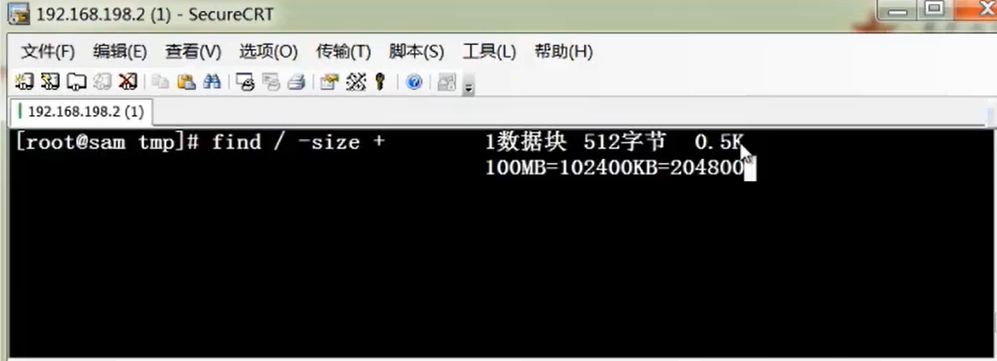 192.168.198.2 (1) - SecureCRT
文件(F) 编辑(E) 查看(V) 选项(O) 传输(T) 脚本(S) 工具(L) 帮助(H)
192.168.198.2 (1)
[root@sam tmp]# find / -size + 1数据块 512字节 0.5K
100MB=102400KB=204800